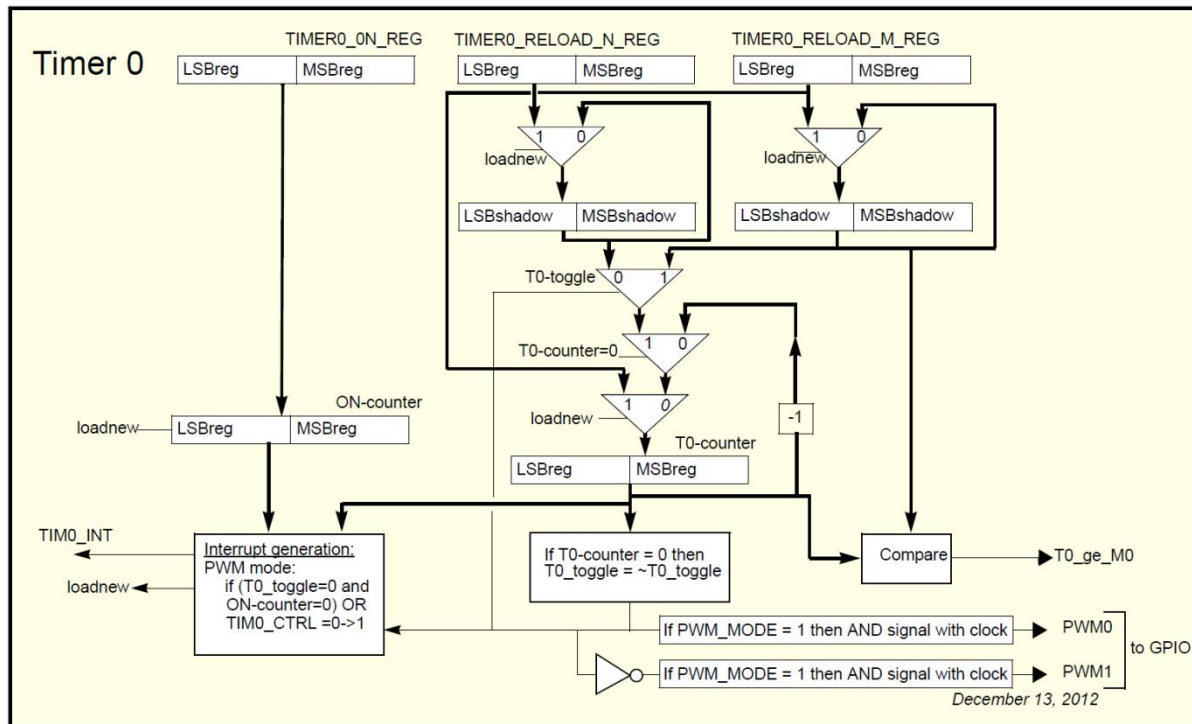 Timer 0
TIMER0_0N_REG
TIMER0_RELOAD_N_REG
TIMER0_RELOAD_M_REG
LSBreg MSBreg
LSBreg MSBreg
LSBreg MSBreg
1 0
loadnew
1 0
loadnew
LSBshadow MSBshadow
LSBshadow MSBshadow
T0-toggle
0 1
1 0
T0-counter=0
1 0
loadnew
-1
ON-counter
loadnew
LSBreg MSBreg
T0-counter
LSBreg MSBreg
TIM0_INT
loadnew
Interrupt generation:
PWM mode:
if (T0_toggle=0 and
ON-counter=0) OR
TIM0_CTRL =0->1
If T0-counter = 0 then
T0_toggle = ~T0_toggle
Compare
T0_ge_M0
If PWM_MODE = 1 then AND signal with clock
PWM0
to GPIO
If PWM_MODE = 1 then AND signal with clock
PWM1
December 13, 2012